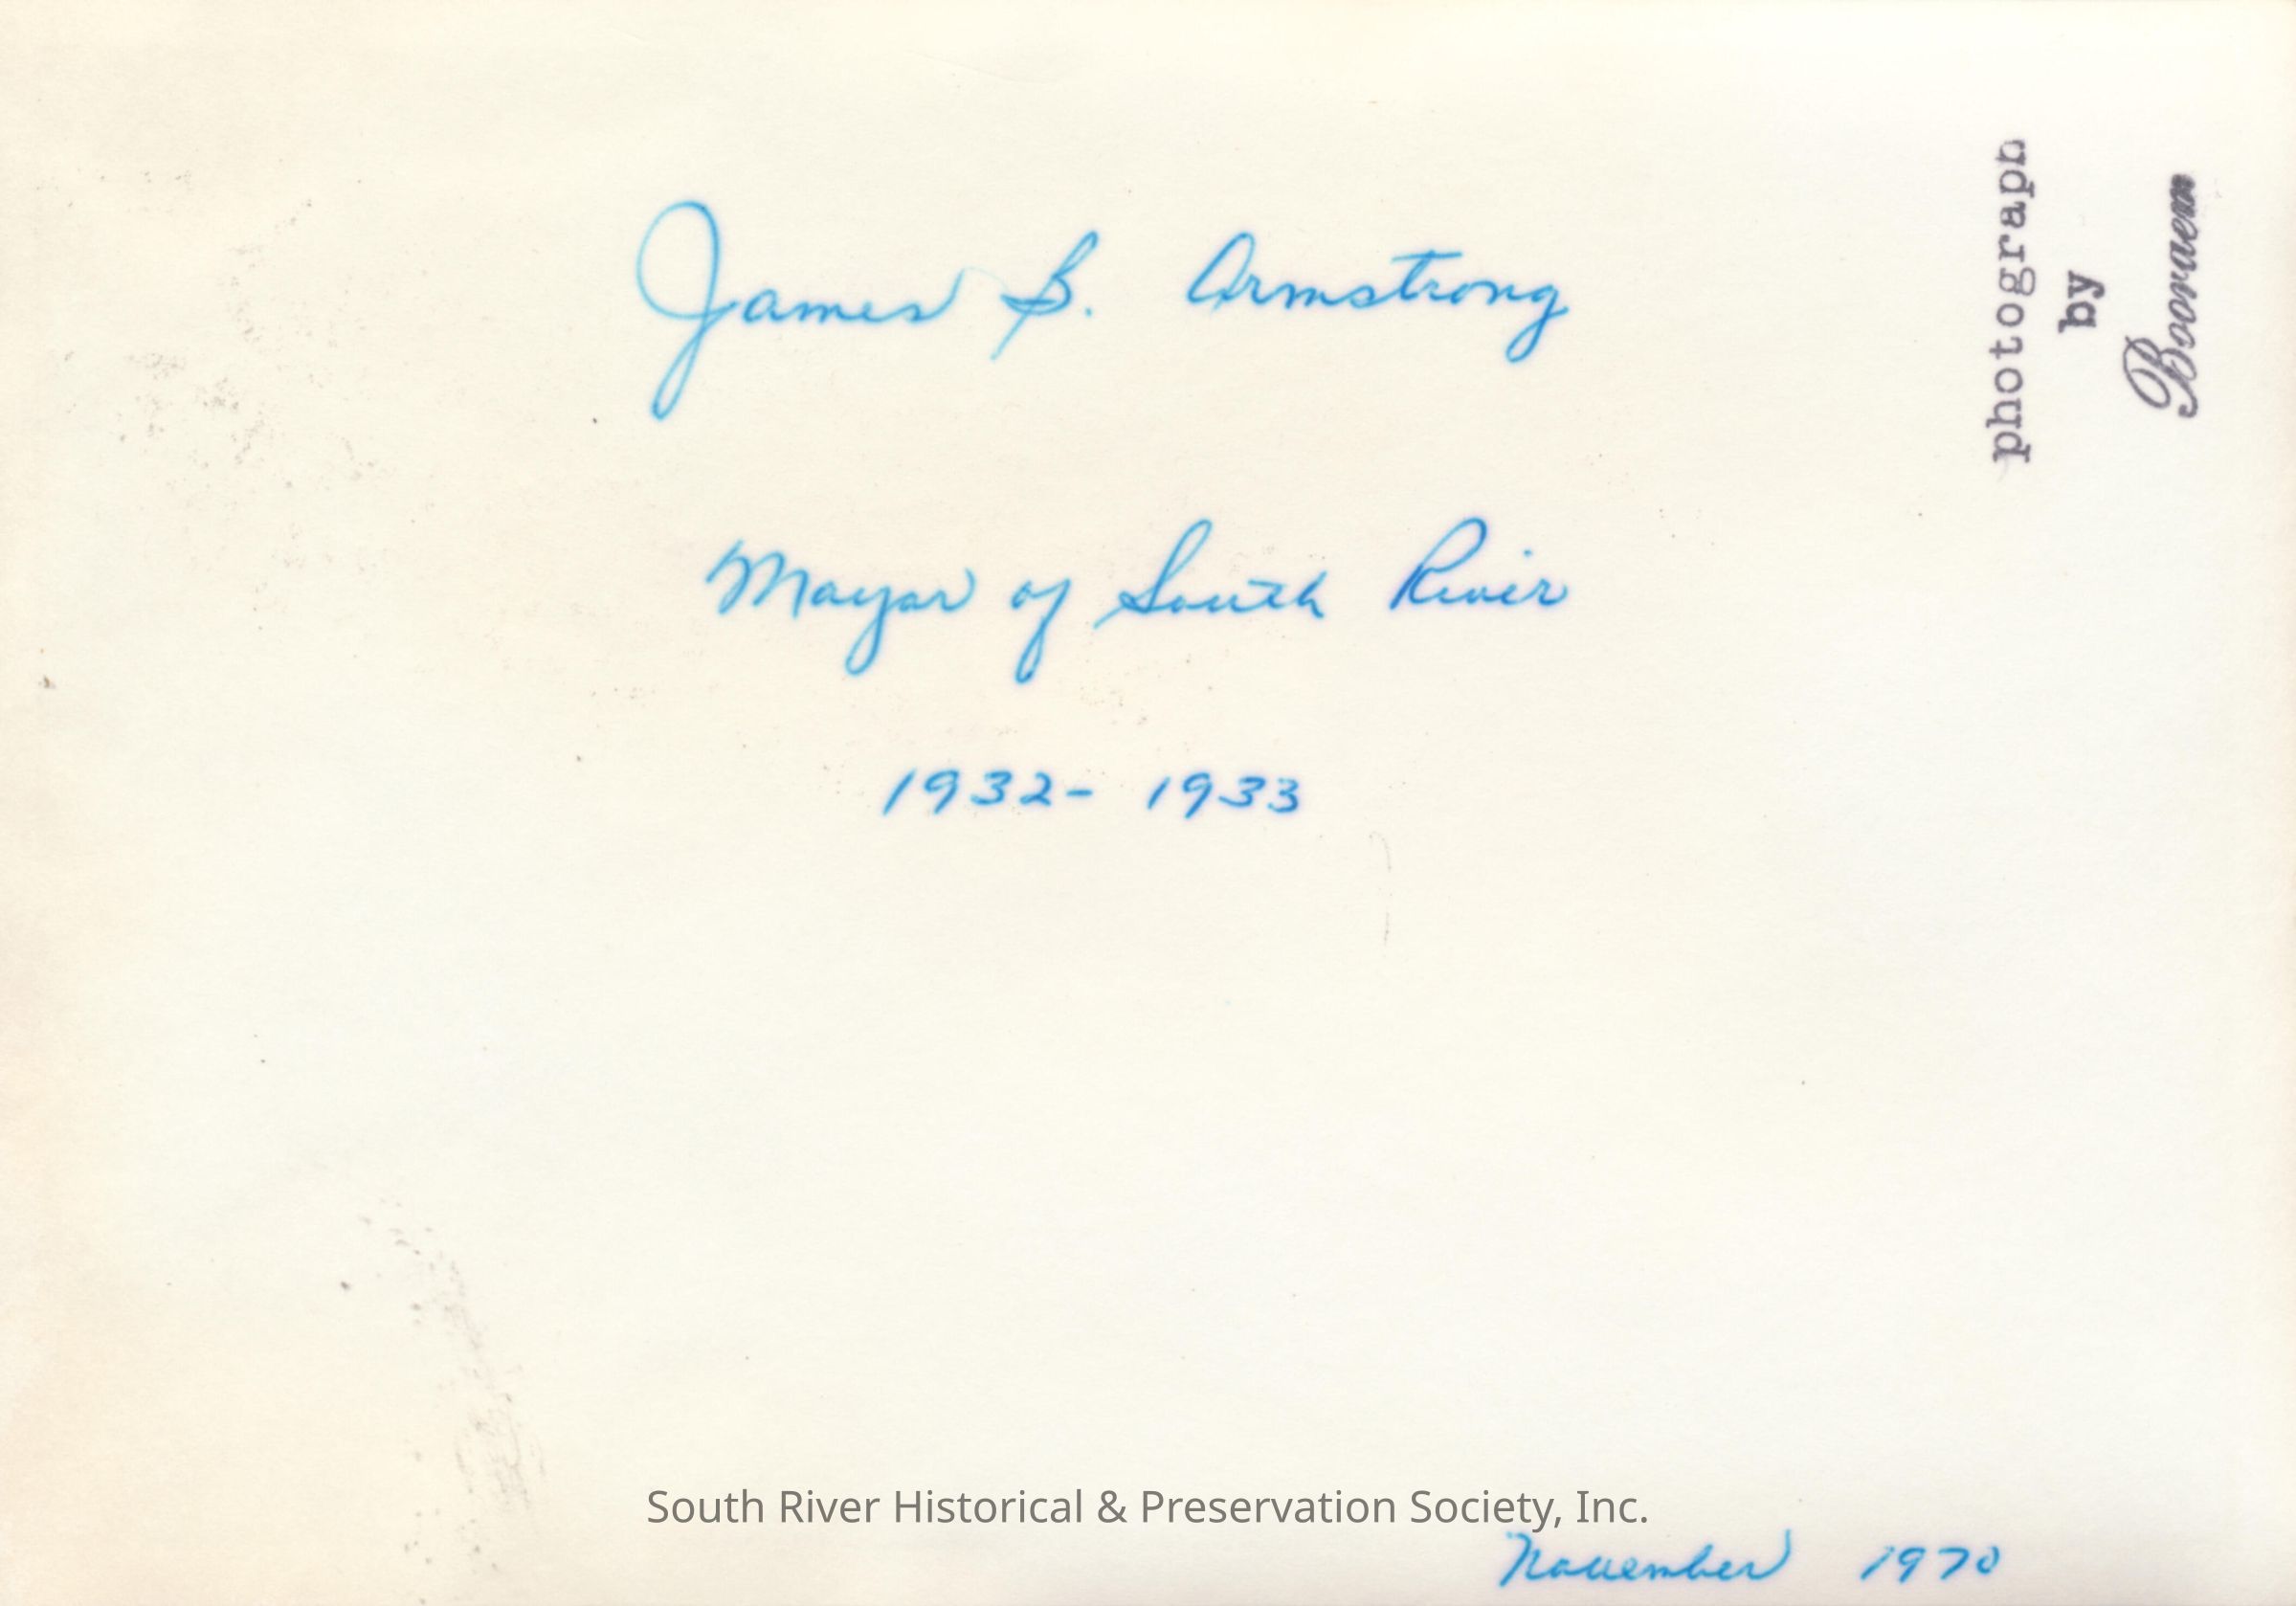 James B. Armstrong
Mayor of South River
1932- 1933
photograph
by
Booraem
South River Historical & Preservation Society, Inc.
November 1970